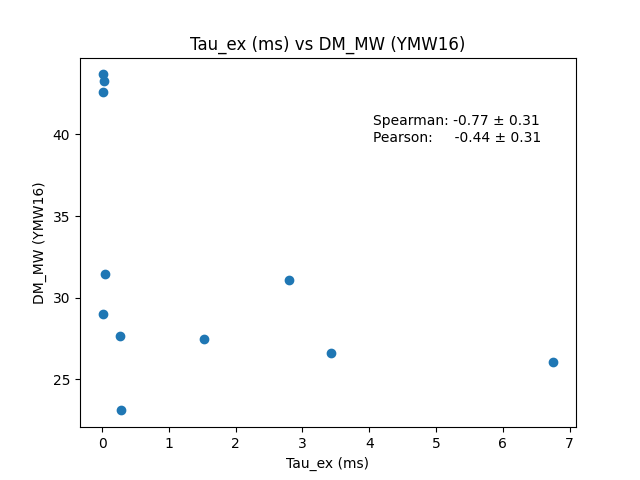 Tau_ex (ms) vs DM_MW (YMW16)
Spearman: -0.77 ± 0.31
Pearson: -0.44 ± 0.31
DM_MW (YMW16)
40
35
30
25
0 1 2 3 4 5 6 7
Tau_ex (ms)